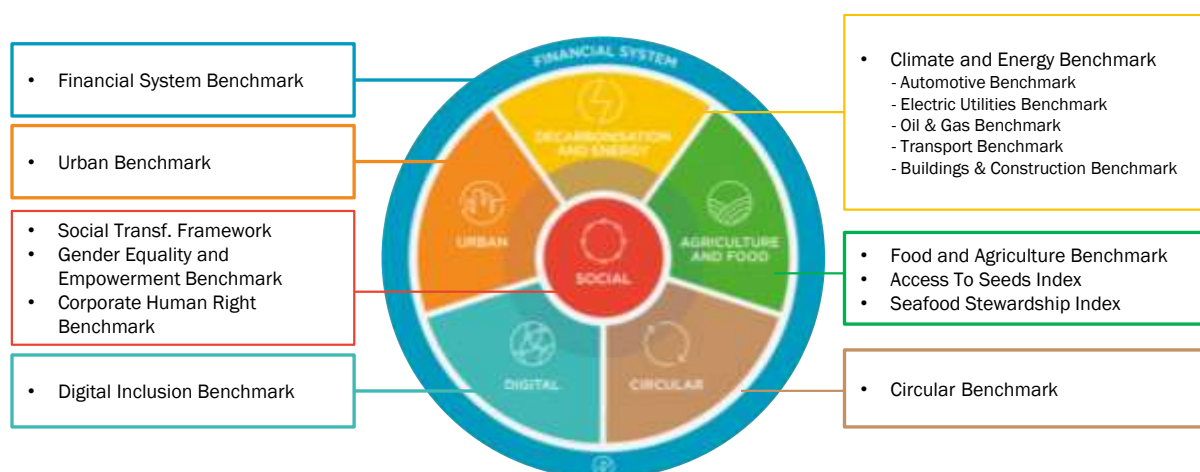 • Financial System Benchmark
• Urban Benchmark
• Social Transf. Framework
• Gender Equality and
Empowerment Benchmark
• Corporate Human Right
Benchmark
• Digital Inclusion Benchmark
FINANCIAL SYSTEM
DECARBONISATION
AND ENERGY
URBAN
SOCIAL
AGRICULTURE
AND FOOD
DIGITAL
CIRCULAR
• Climate and Energy Benchmark
- Automotive Benchmark
- Electric Utilities Benchmark
- Oil & Gas Benchmark
- Transport Benchmark
- Buildings & Construction Benchmark
• Food and Agriculture Benchmark
• Access To Seeds Index
• Seafood Stewardship Index
• Circular Benchmark